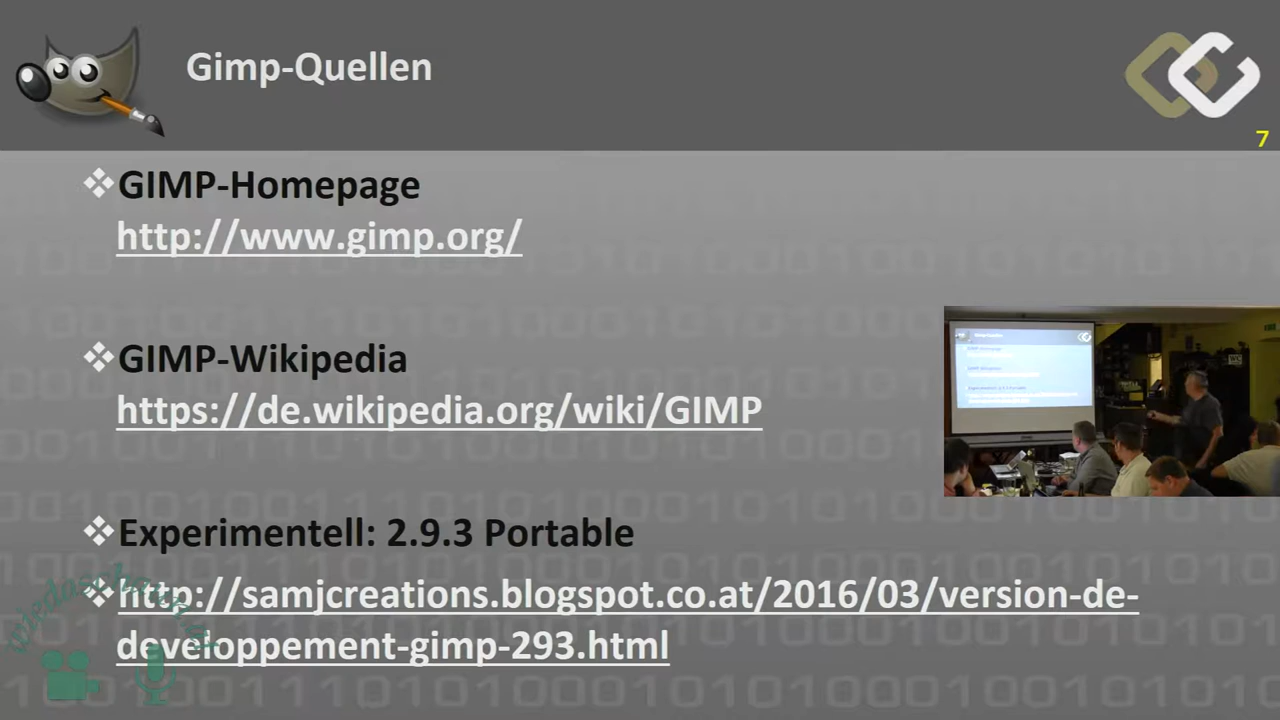 Gimp-Quellen
7
❖GIMP-Homepage
http://www.gimp.org/
❖GIMP-Wikipedia
https://de.wikipedia.org/wiki/GIMP
❖Experimentell: 2.9.3 Portable
❖http://samjcreations.blogspot.co.at/2016/03/version-de-
developpement-gimp-293.html